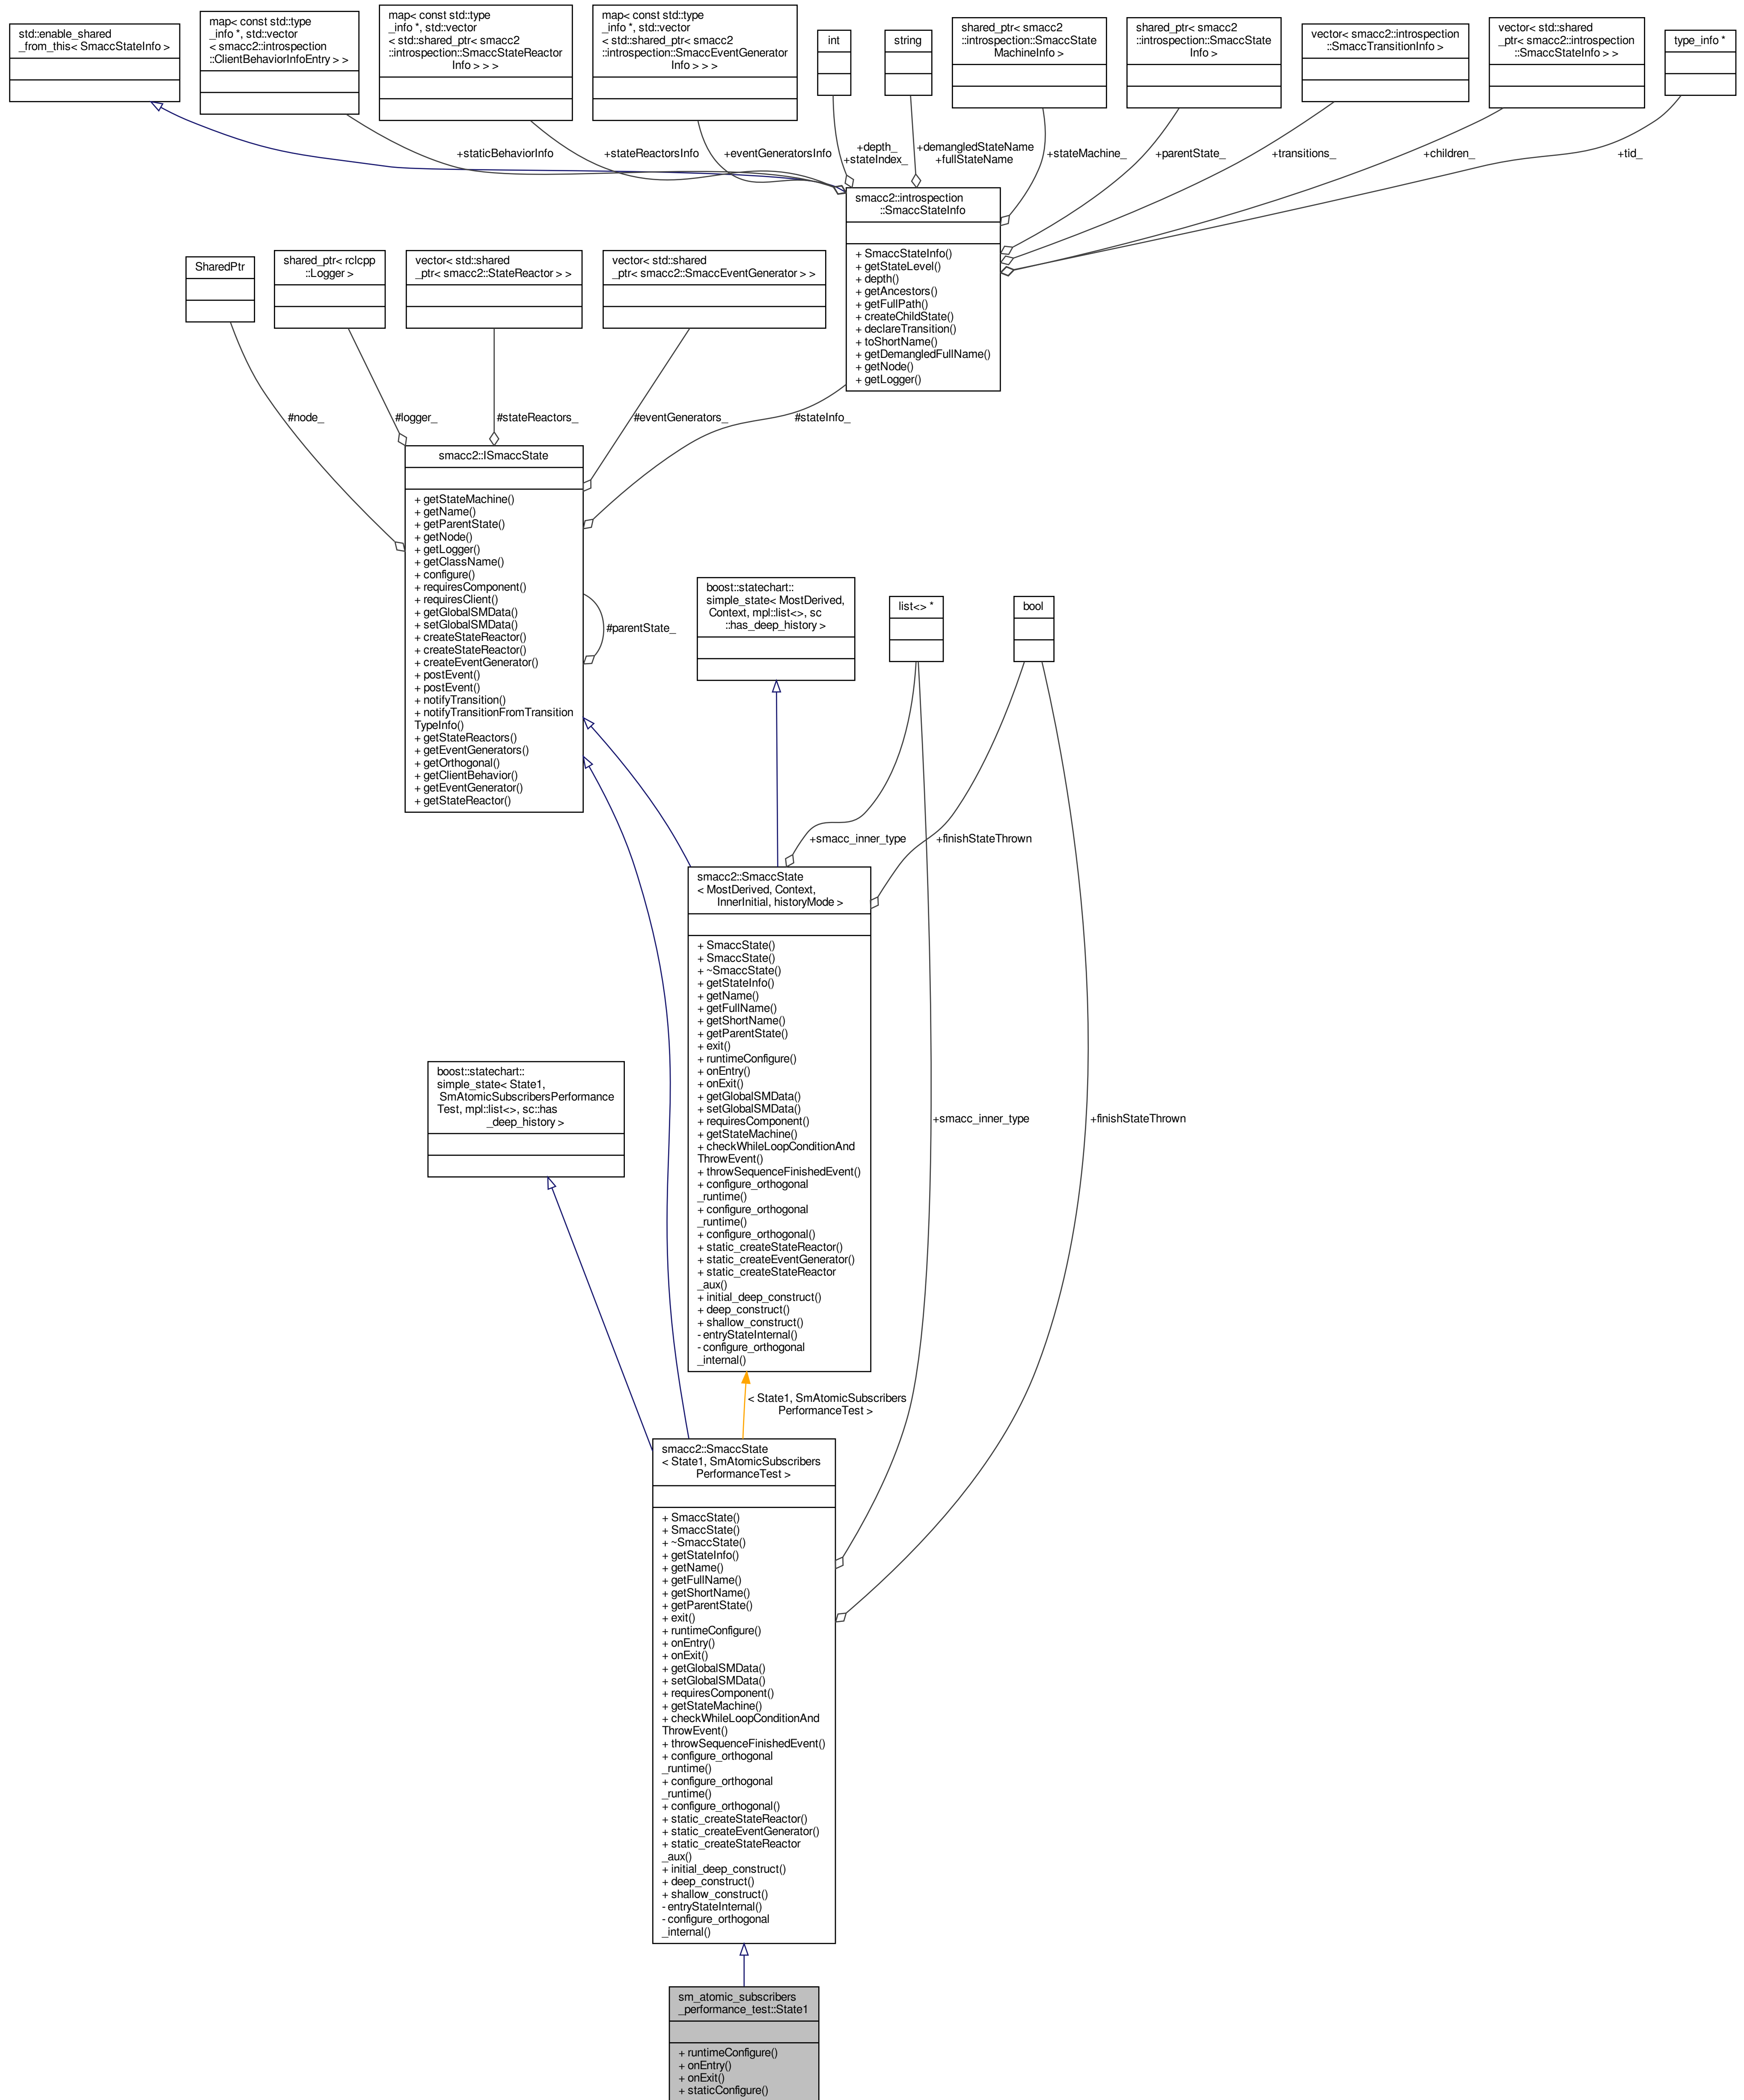 std::enable_shared
_from_this< SmaccStateInfo >
map< const std::type
_info *, std::vector
< smacc2::introspection
::ClientBehaviorInfoEntry > >
map< const std::type
_info *, std::vector
< std::shared_ptr< smacc2
::introspection::SmaccStateReactor
Info > > >
map< const std::type
_info *, std::vector
< std::shared_ptr< smacc2
::introspection::SmaccEventGenerator
Info > > >
int
string
shared_ptr< smacc2
::introspection::SmaccState
MachineInfo >
shared_ptr< smacc2
::introspection::SmaccState
Info >
vector< smacc2::introspection
::SmaccTransitionInfo >
vector< std::shared
_ptr< smacc2::introspection
::SmaccStateInfo > >
type_info *
+staticBehaviorInfo
+stateReactorsInfo
+eventGeneratorsInfo
+depth_
+stateIndex_
+demangledStateName
+fullStateName
+stateMachine_
+parentState_
+transitions_
+children_
+tid_
smacc2::introspection
::SmaccStateInfo
+ SmaccStateInfo()
+ getStateLevel()
+ depth()
+ getAncestors()
+ getFullPath()
+ createChildState()
+ declareTransition()
+ toShortName()
+ getDemangledFullName()
+ getNode()
+ getLogger()
SharedPtr
shared_ptr< rclcpp
::Logger >
vector< std::shared
_ptr< smacc2::StateReactor > >
vector< std::shared
_ptr< smacc2::SmaccEventGenerator > >
#node_
#logger_
#stateReactors_
#eventGenerators_
#stateInfo_
smacc2::ISmaccState
+ getStateMachine()
+ getName()
+ getParentState()
+ getNode()
+ getLogger()
+ getClassName()
+ configure()
+ requiresComponent()
+ requiresClient()
+ getGlobalSMData()
+ setGlobalSMData()
+ createStateReactor()
+ createStateReactor()
+ createEventGenerator()
+ postEvent()
+ postEvent()
+ notifyTransition()
+ notifyTransitionFromTransition
TypeInfo()
+ getStateReactors()
+ getEventGenerators()
+ getOrthogonal()
+ getClientBehavior()
+ getEventGenerator()
+ getStateReactor()
#parentState_
boost::statechart::
simple_state< MostDerived,
Context, mpl::list<>, sc
::has_deep_history >
list<> *
bool
+smacc_inner_type
+finishStateThrown
smacc2::SmaccState
< MostDerived, Context,
InnerInitial, historyMode >
+ SmaccState()
+ SmaccState()
+ ~SmaccState()
+ getStateInfo()
+ getName()
+ getFullName()
+ getShortName()
+ getParentState()
+ exit()
+ runtimeConfigure()
+ onEntry()
+ onExit()
+ getGlobalSMData()
+ setGlobalSMData()
+ requiresComponent()
+ getStateMachine()
+ checkWhileLoopConditionAnd
ThrowEvent()
+ throwSequenceFinishedEvent()
+ configure_orthogonal
_runtime()
+ configure_orthogonal
_runtime()
+ configure_orthogonal()
+ static_createStateReactor()
+ static_createEventGenerator()
+ static_createStateReactor
_aux()
+ initial_deep_construct()
+ deep_construct()
+ shallow_construct()
- entryStateInternal()
- configure_orthogonal
_internal()
boost::statechart::
simple_state< State1,
SmAtomicSubscribersPerformance
Test, mpl::list<>, sc::has
_deep_history >
+smacc_inner_type
+finishStateThrown
< State1, SmAtomicSubscribers
PerformanceTest >
smacc2::SmaccState
< State1, SmAtomicSubscribers
PerformanceTest >
+ SmaccState()
+ SmaccState()
+ ~SmaccState()
+ getStateInfo()
+ getName()
+ getFullName()
+ getShortName()
+ getParentState()
+ exit()
+ runtimeConfigure()
+ onEntry()
+ onExit()
+ getGlobalSMData()
+ setGlobalSMData()
+ requiresComponent()
+ getStateMachine()
+ checkWhileLoopConditionAnd
ThrowEvent()
+ throwSequenceFinishedEvent()
+ configure_orthogonal
_runtime()
+ configure_orthogonal
_runtime()
+ configure_orthogonal()
+ static_createStateReactor()
+ static_createEventGenerator()
+ static_createStateReactor
_aux()
+ initial_deep_construct()
+ deep_construct()
+ shallow_construct()
- entryStateInternal()
- configure_orthogonal
_internal()
sm_atomic_subscribers
_performance_test::State1
+ runtimeConfigure()
+ onEntry()
+ onExit()
+ staticConfigure()